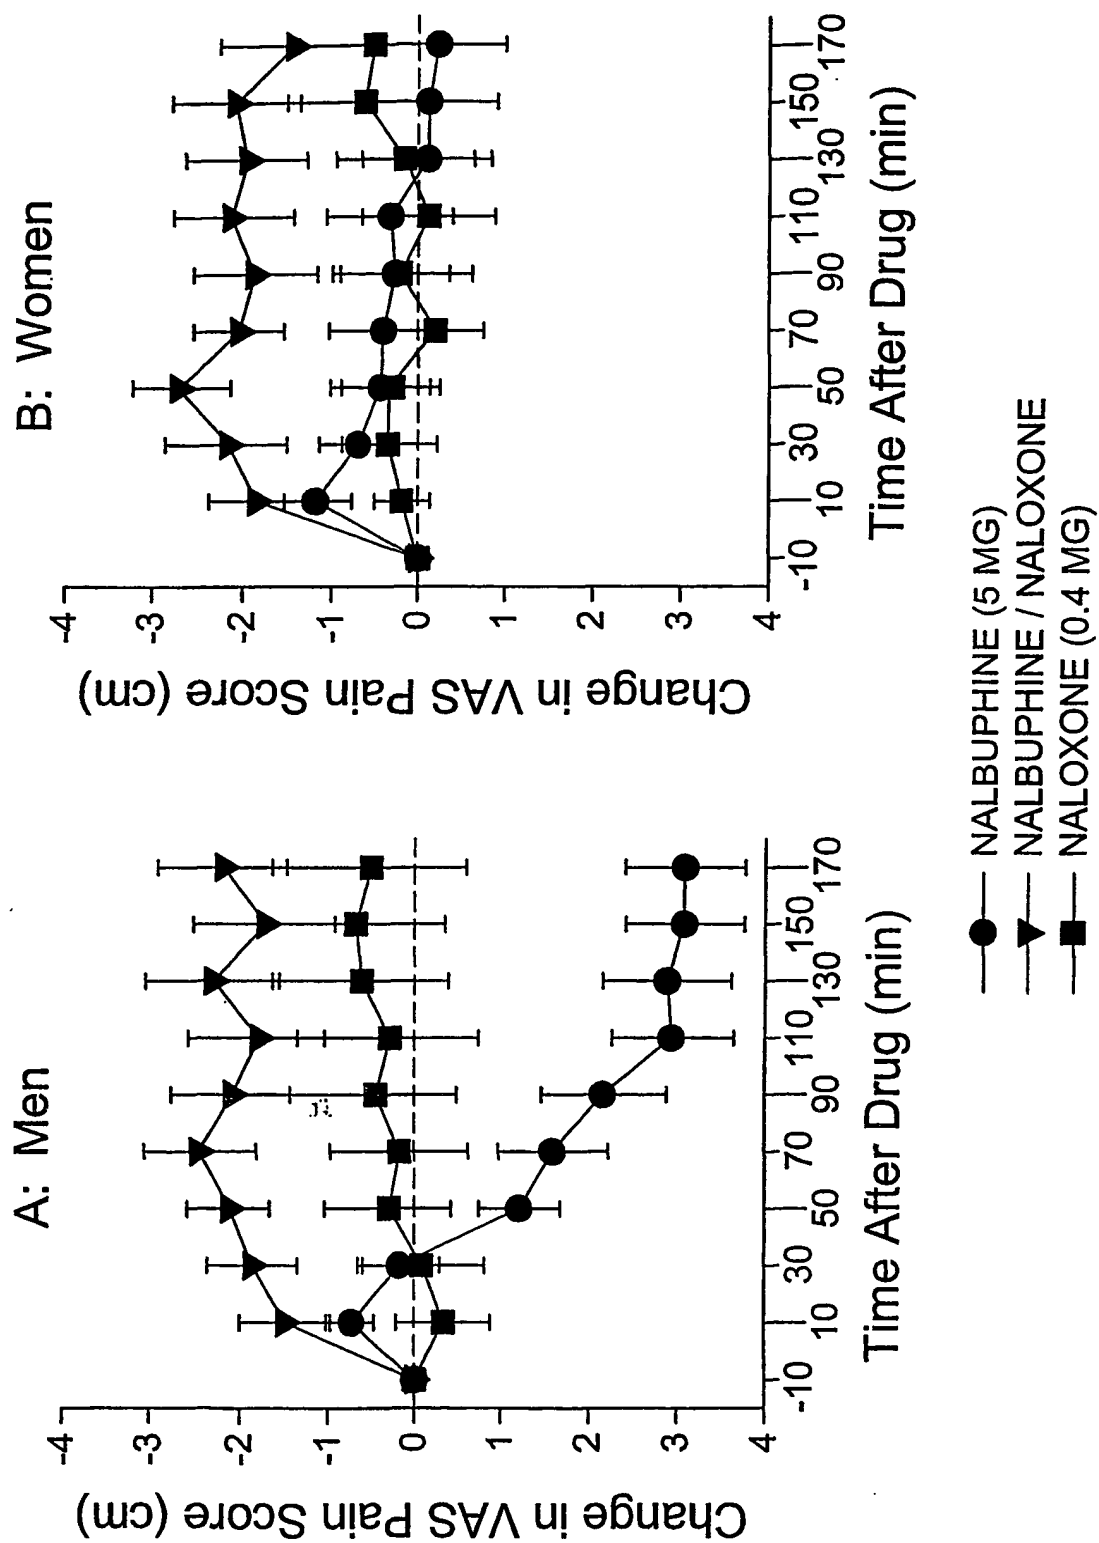 A: Men
Change in VAS Pain Score (cm)
-4
-3
-2
-1
0
1
2
3
4
-10 10 30 50 70 90 110 130 150 170
Time After Drug (min)
B: Women
Change in VAS Pain Score (cm)
-4
-3
-2
-1
0
1
2
3
4
-10 10 30 50 70 90 110 130 150 170
Time After Drug (min)
NALBUPHINE (5 MG)
NALBUPHINE / NALOXONE
NALOXONE (0.4 MG)